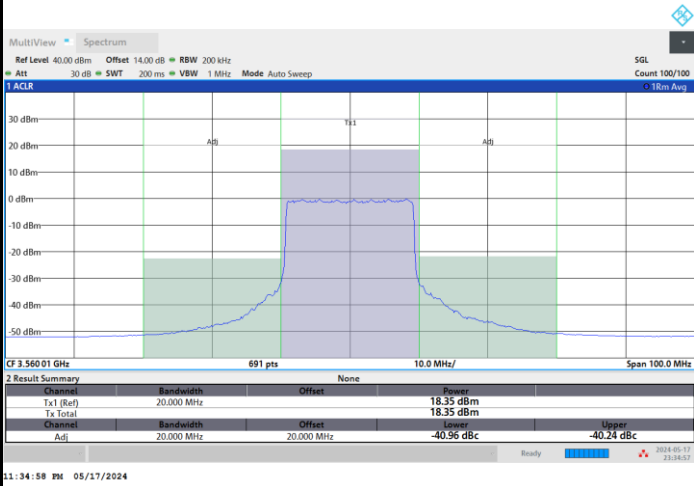 MultiView Spectrum
Ref Level 40.00 dBm Offset 14.00 dB RBW 200 kHz SGL
Att 30 dB SWT 200 ms VBW 1 MHz Mode Auto Sweep Count 100/100
1 ACLR 1Rm Avg
30 dBm
Tx1
20 dBm
Adj Adj
10 dBm
0 dBm
-10 dBm
-20 dBm
-30 dBm
-40 dBm
-50 dBm
CF 3.560 01 GHz 691 pts 10.0 MHz/ Span 100.0 MHz
2 Result Summary None
Channel Bandwidth Offset Power
Tx1 (Ref) 20.000 MHz 18.35 dBm
Tx Total 18.35 dBm
Channel Bandwidth Offset Lower Upper
Adj 20.000 MHz 20.000 MHz -40.96 dBc -40.24 dBc
Ready 2024-05-17
23:34:57
11:34:58 PM 05/17/2024